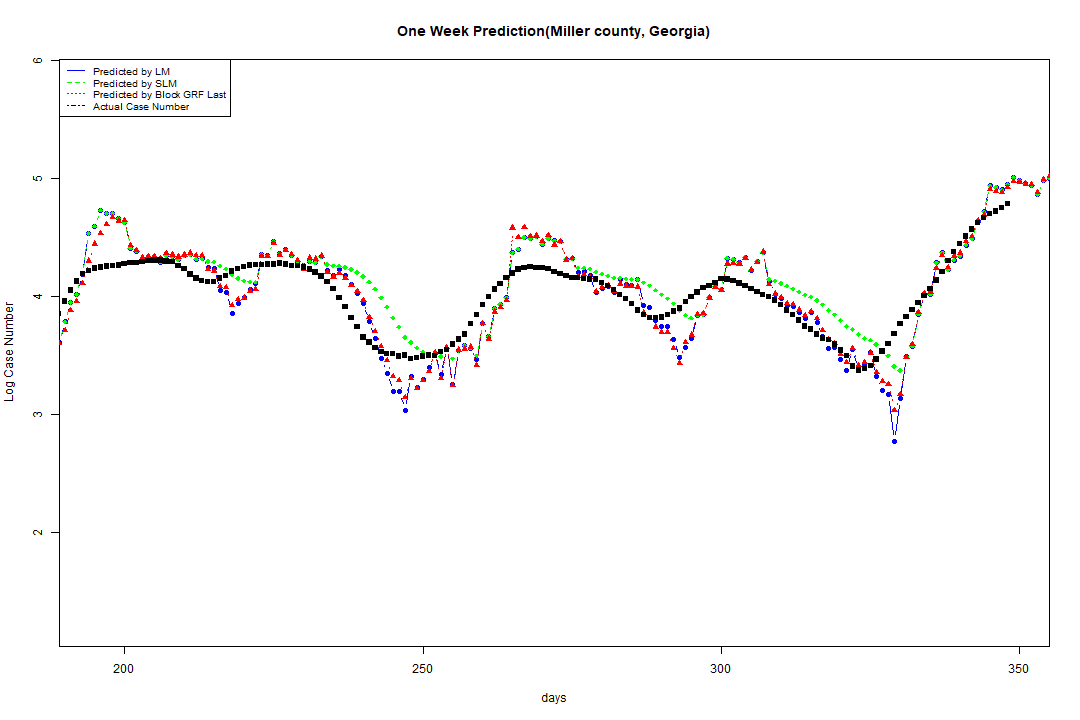 One Week Prediction(Miller county, Georgia)
Predicted by LM
Predicted by SLM
Predicted by Block GRF Last
Actual Case Number
6
5
4
3
2
Log Case Number
200 250 300 350
days